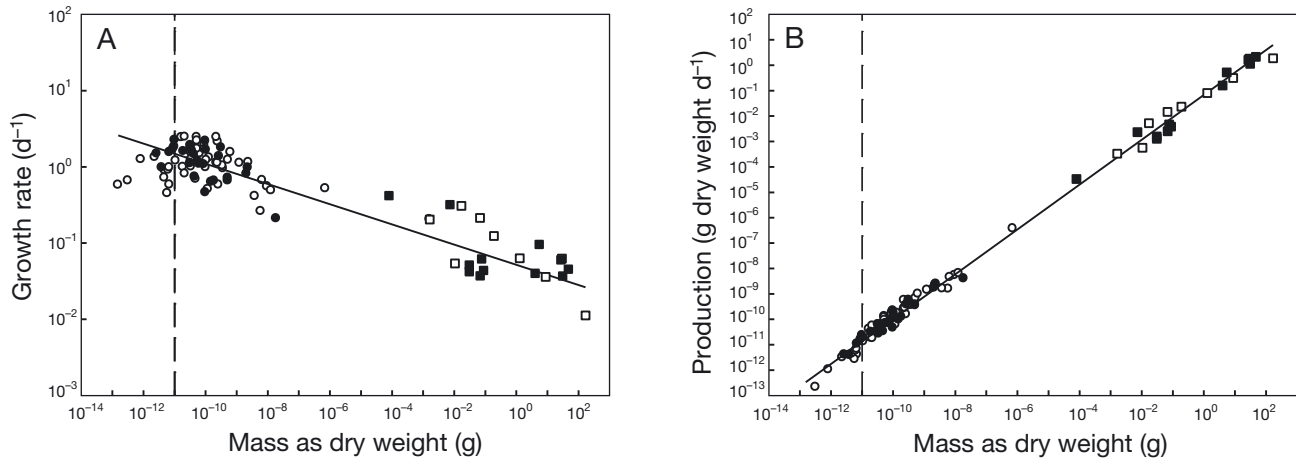 A
Growth rate (d⁻¹)
10²
10¹
10⁰
10⁻¹
10⁻²
10⁻³
10⁻¹⁴ 10⁻¹² 10⁻¹⁰ 10⁻⁸ 10⁻⁶ 10⁻⁴ 10⁻² 10⁰ 10²
Mass as dry weight (g)
B
Production (g dry weight d⁻¹)
10²
10¹
10⁰
10⁻¹
10⁻²
10⁻³
10⁻⁴
10⁻⁵
10⁻⁶
10⁻⁷
10⁻⁸
10⁻⁹
10⁻¹⁰
10⁻¹¹
10⁻¹²
10⁻¹³
10⁻¹⁴ 10⁻¹² 10⁻¹⁰ 10⁻⁸ 10⁻⁶ 10⁻⁴ 10⁻² 10⁰ 10²
Mass as dry weight (g)